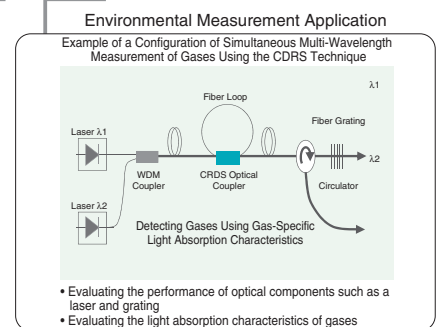 Environmental Measurement Application
Example of a Configuration of Simultaneous Multi-Wavelength
Measurement of Gases Using the CDRS Technique
λ1
Fiber Loop
Fiber Grating
Laser λ1
λ2
WDM
Coupler
CRDS Optical
Coupler
Circulator
Laser λ2
Detecting Gases Using Gas-Specific
Light Absorption Characteristics
• Evaluating the performance of optical components such as a
laser and grating
• Evaluating the light absorption characteristics of gases